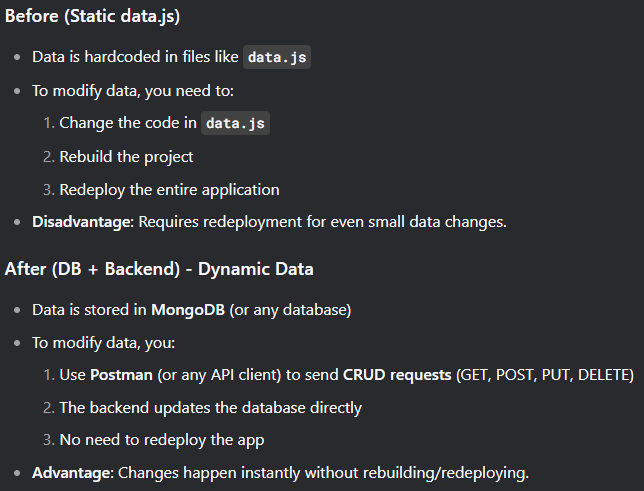 Before (Static data.js)
• Data is hardcoded in files like data.js
• To modify data, you need to:
1. Change the code in data.js
2. Rebuild the project
3. Redeploy the entire application
• Disadvantage: Requires redeployment for even small data changes.
After (DB + Backend) - Dynamic Data
• Data is stored in MongoDB (or any database)
• To modify data, you:
1. Use Postman (or any API client) to send CRUD requests (GET, POST, PUT, DELETE)
2. The backend updates the database directly
3. No need to redeploy the app
• Advantage: Changes happen instantly without rebuilding/redeploying.